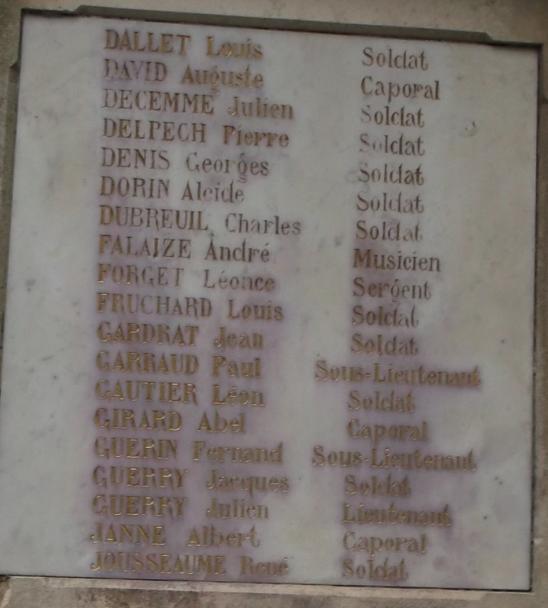 DALLET Louis Soldat
DAVID Auguste Caporal
DECEMME Julien Soldat
DELPECH Pierre Soldat
DENIS Georges Soldat
DORIN Alcide Soldat
DUBREUIL Charles Soldat
FALAIZE André Musicien
FORGET Léonce Sergent
FRUCHARD Louis Soldat
GARDRAT Jean Soldat
GARRAUD Paul Sous-Lieutenant
GAUTIER Léon Soldat
GIRARD Abel Caporal
GUERIN Fernand Sous-Lieutenant
GUERRY Jacques Soldat
GUERRY Julien Lieutenant
JANNE Albert Caporal
JOUSSEAUME René Soldat